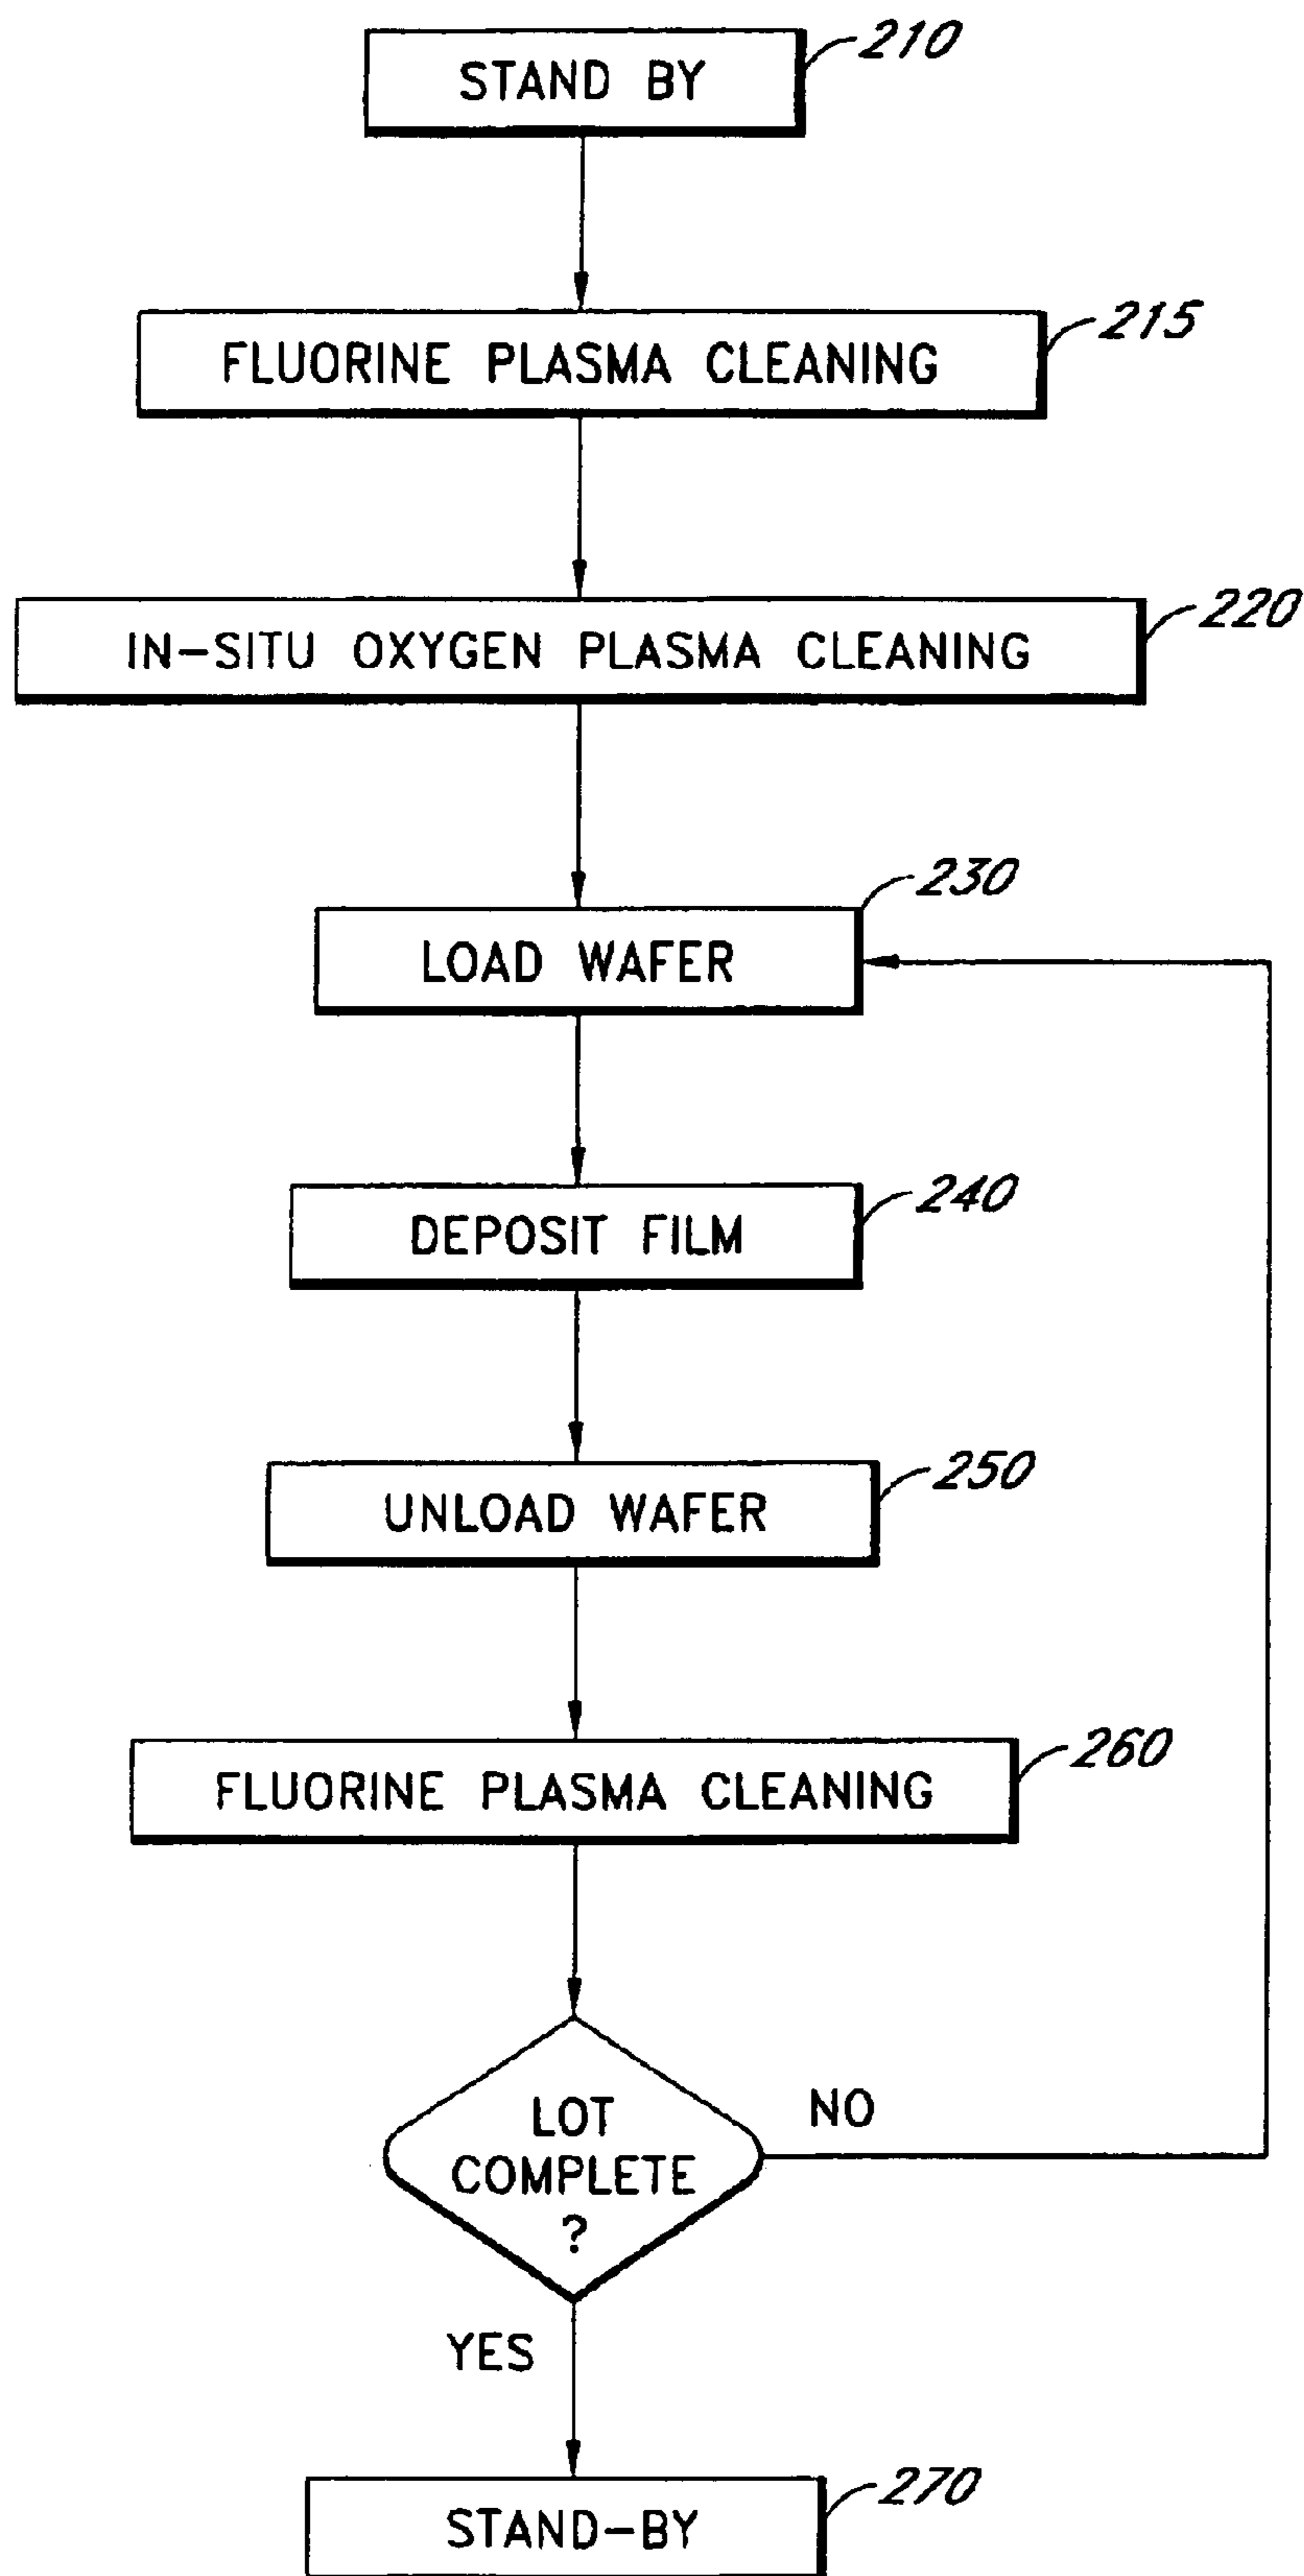 210
STAND BY
215
FLUORINE PLASMA CLEANING
220
IN-SITU OXYGEN PLASMA CLEANING
230
LOAD WAFER
240
DEPOSIT FILM
250
UNLOAD WAFER
260
FLUORINE PLASMA CLEANING
LOT
COMPLETE
?
NO
YES
270
STAND-BY